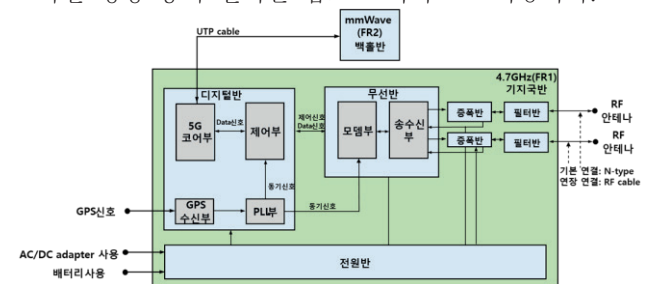 mmWave
(FR2)
백홀반
UTP cable
4.7GHz(FR1)
기지국반
디지털반
무선반
5G
코어부
Data신호
제어부
제어신호
Data신호
모뎀부
송수신
부
증폭반
필터반
RF
안테나
증폭반
필터반
RF
안테나
기본 연결: N-type
연장 연결: RF cable
동기신호
GPS신호
GPS
수신부
PLL부
동기신호
AC/DC adapter 사용
배터리사용
전원반